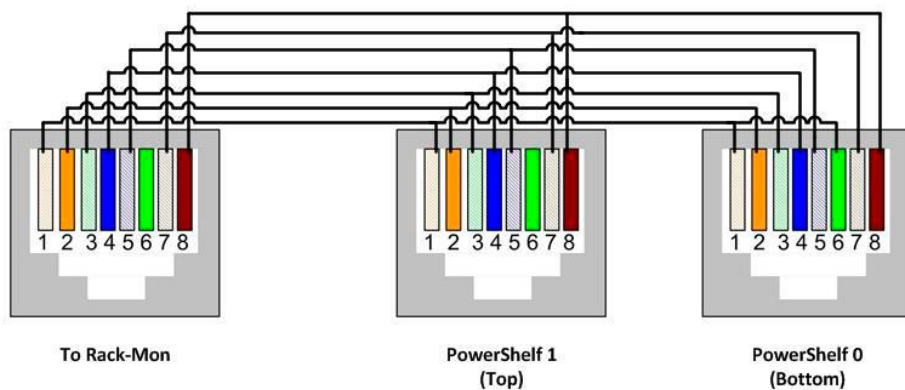 1 2 3 4 5 6 7 8
1 2 3 4 5 6 7 8
1 2 3 4 5 6 7 8
To Rack-Mon
PowerShelf 1
(Top)
PowerShelf 0
(Bottom)